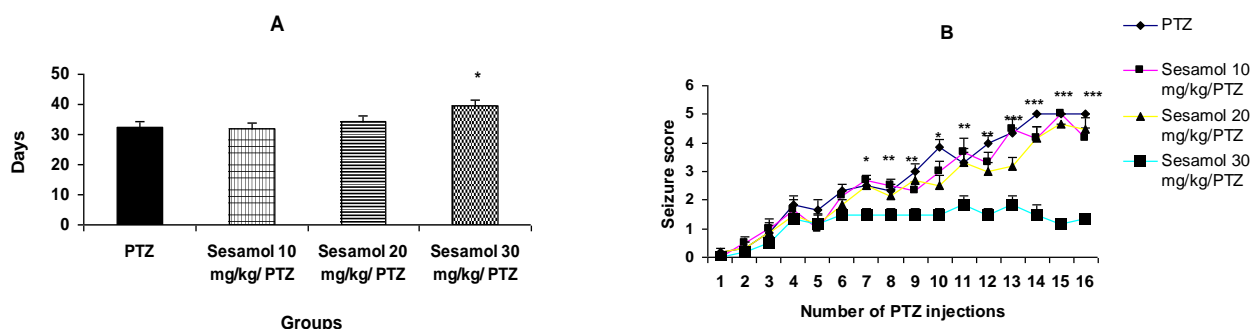 A
Days
50
40
30
20
10
0
*
PTZ
Sesamol 10
mg/kg/ PTZ
Sesamol 20
mg/kg/ PTZ
Sesamol 30
mg/kg/ PTZ
Groups
B
Seizure score
6
5
4
3
2
1
0
* ** ** * ** ** *** *** *** ***
1 2 3 4 5 6 7 8 9 10 11 12 13 14 15 16
Number of PTZ injections
PTZ
Sesamol 10
mg/kg/PTZ
Sesamol 20
mg/kg/PTZ
Sesamol 30
mg/kg/PTZ